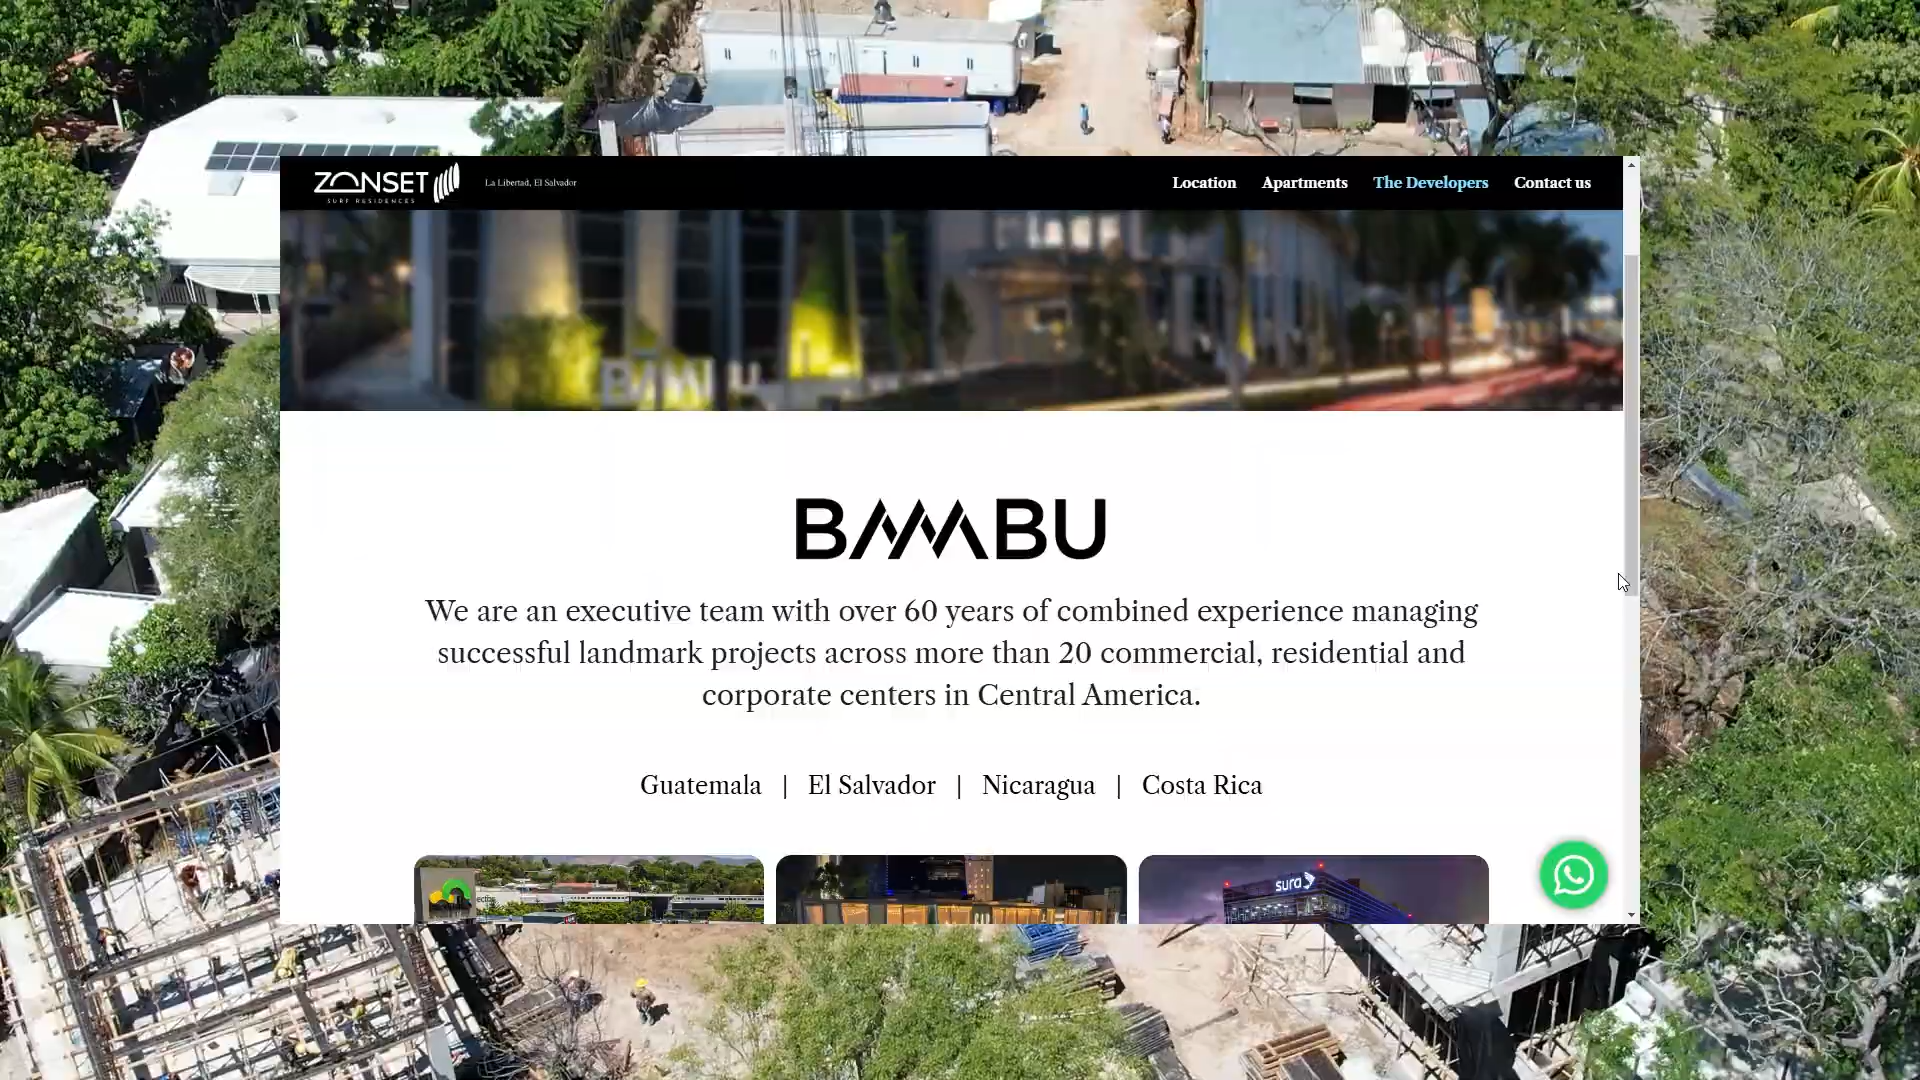 ZONSET
SURF RESIDENCES
La Libertad, El Salvador
Location
Apartments
The Developers
Contact us
BAMBU
BAMBU
We are an executive team with over 60 years of combined experience managing
successful landmark projects across more than 20 commercial, residential and
corporate centers in Central America.
Guatemala | El Salvador | Nicaragua | Costa Rica
sura